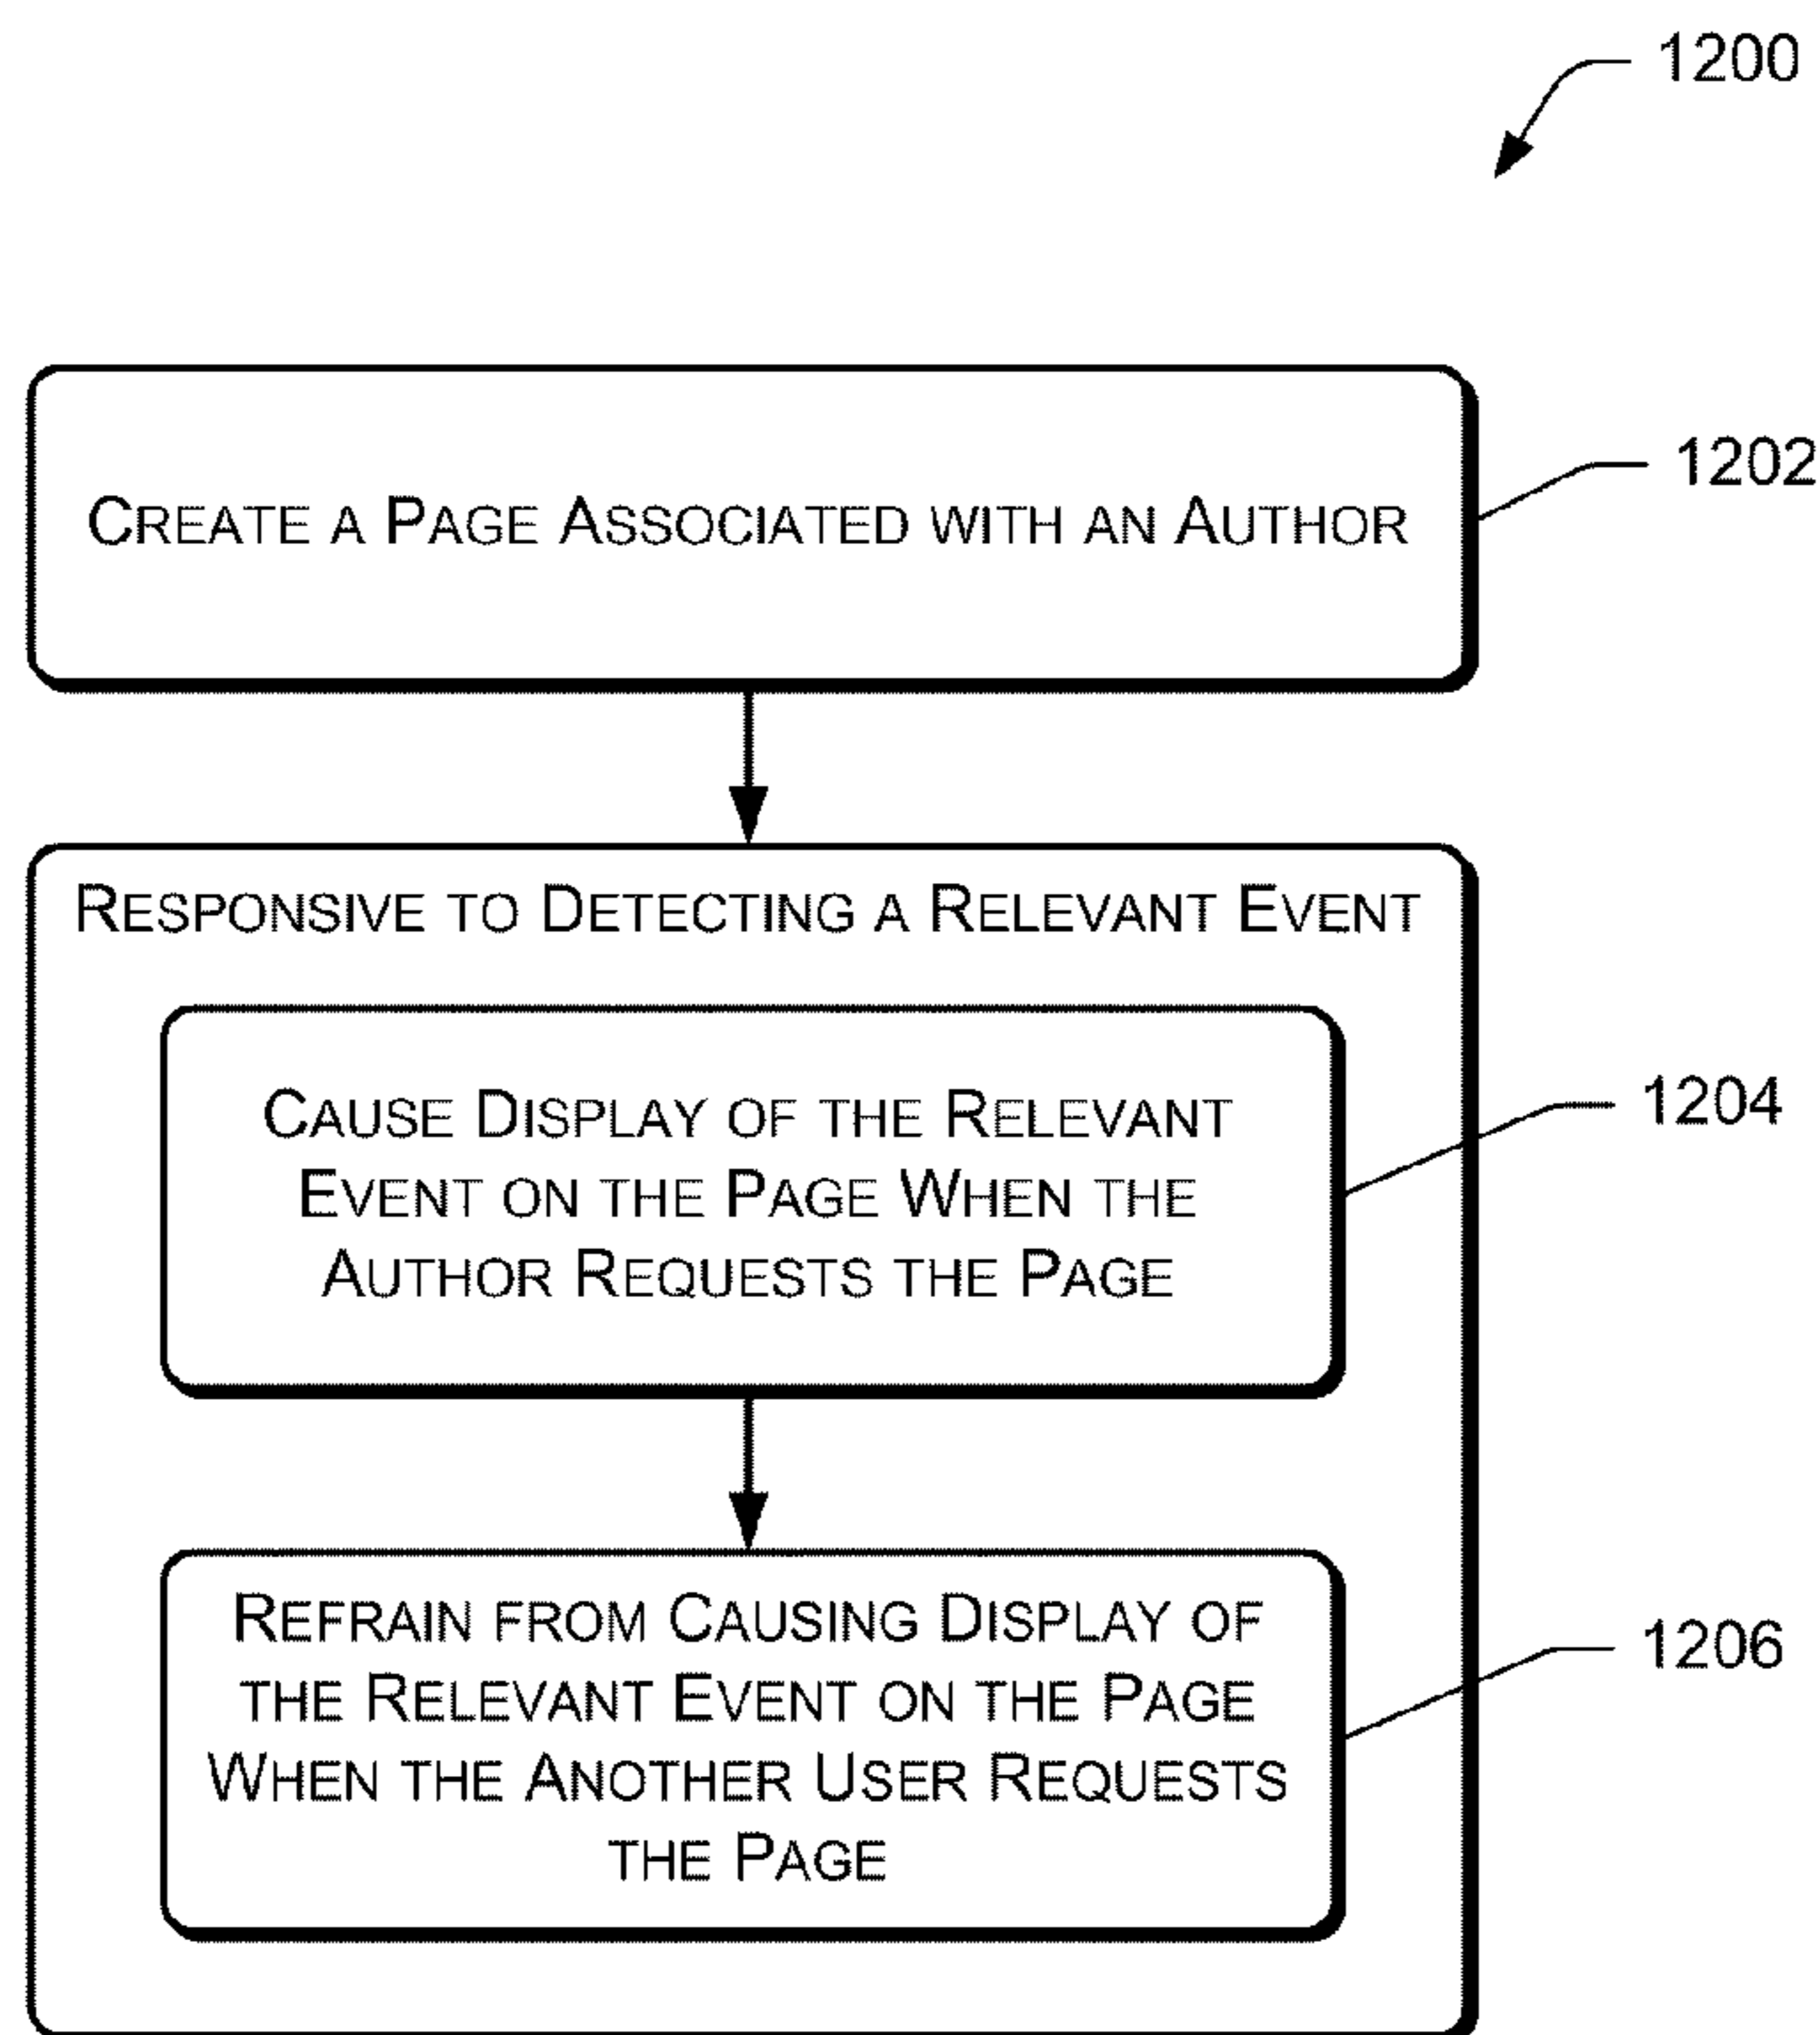 1200
CREATE A PAGE ASSOCIATED WITH AN AUTHOR
1202
RESPONSIVE TO DETECTING A RELEVANT EVENT
CAUSE DISPLAY OF THE RELEVANT
EVENT ON THE PAGE WHEN THE
AUTHOR REQUESTS THE PAGE
1204
REFRAIN FROM CAUSING DISPLAY OF
THE RELEVANT EVENT ON THE PAGE
WHEN THE ANOTHER USER REQUESTS
THE PAGE
1206